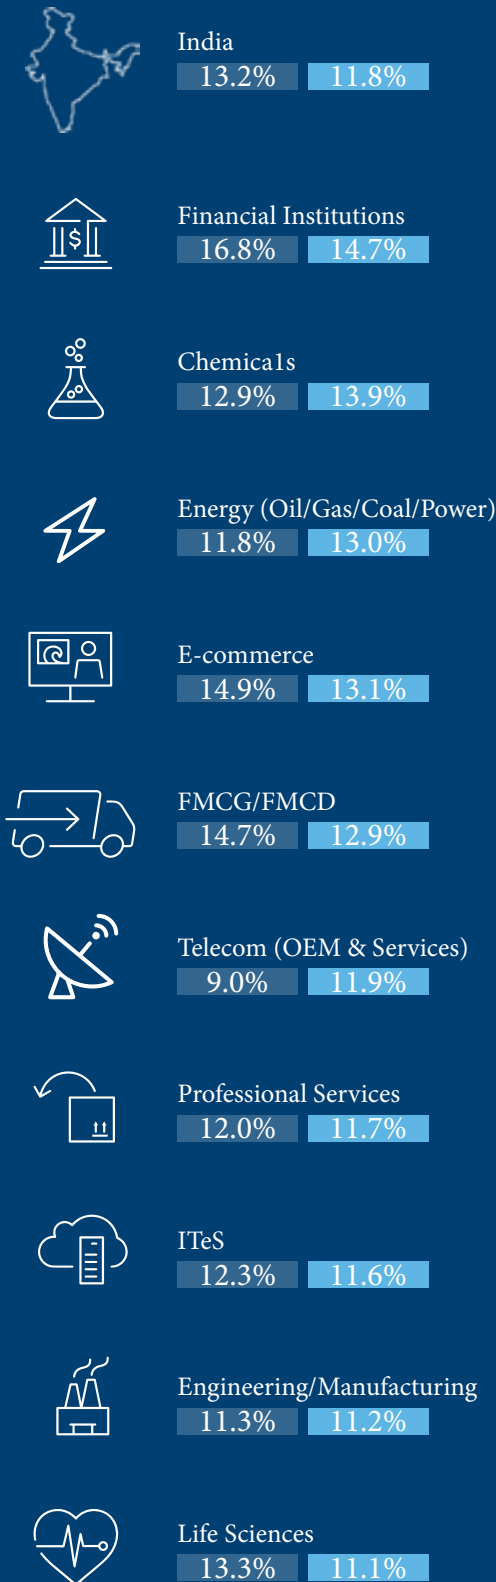 India
13.2% 11.8%
Financial Institutions
$
16.8% 14.7%
Chemica1s
12.9% 13.9%
Energy (Oil/Gas/Coal/Power)
11.8% 13.0%
E-commerce
14.9% 13.1%
FMCG/FMCD
14.7% 12.9%
Telecom (OEM & Services)
9.0% 11.9%
Professional Services
12.0% 11.7%
ITeS
12.3% 11.6%
Engineering/Manufacturing
11.3% 11.2%
Life Sciences
13.3% 11.1%